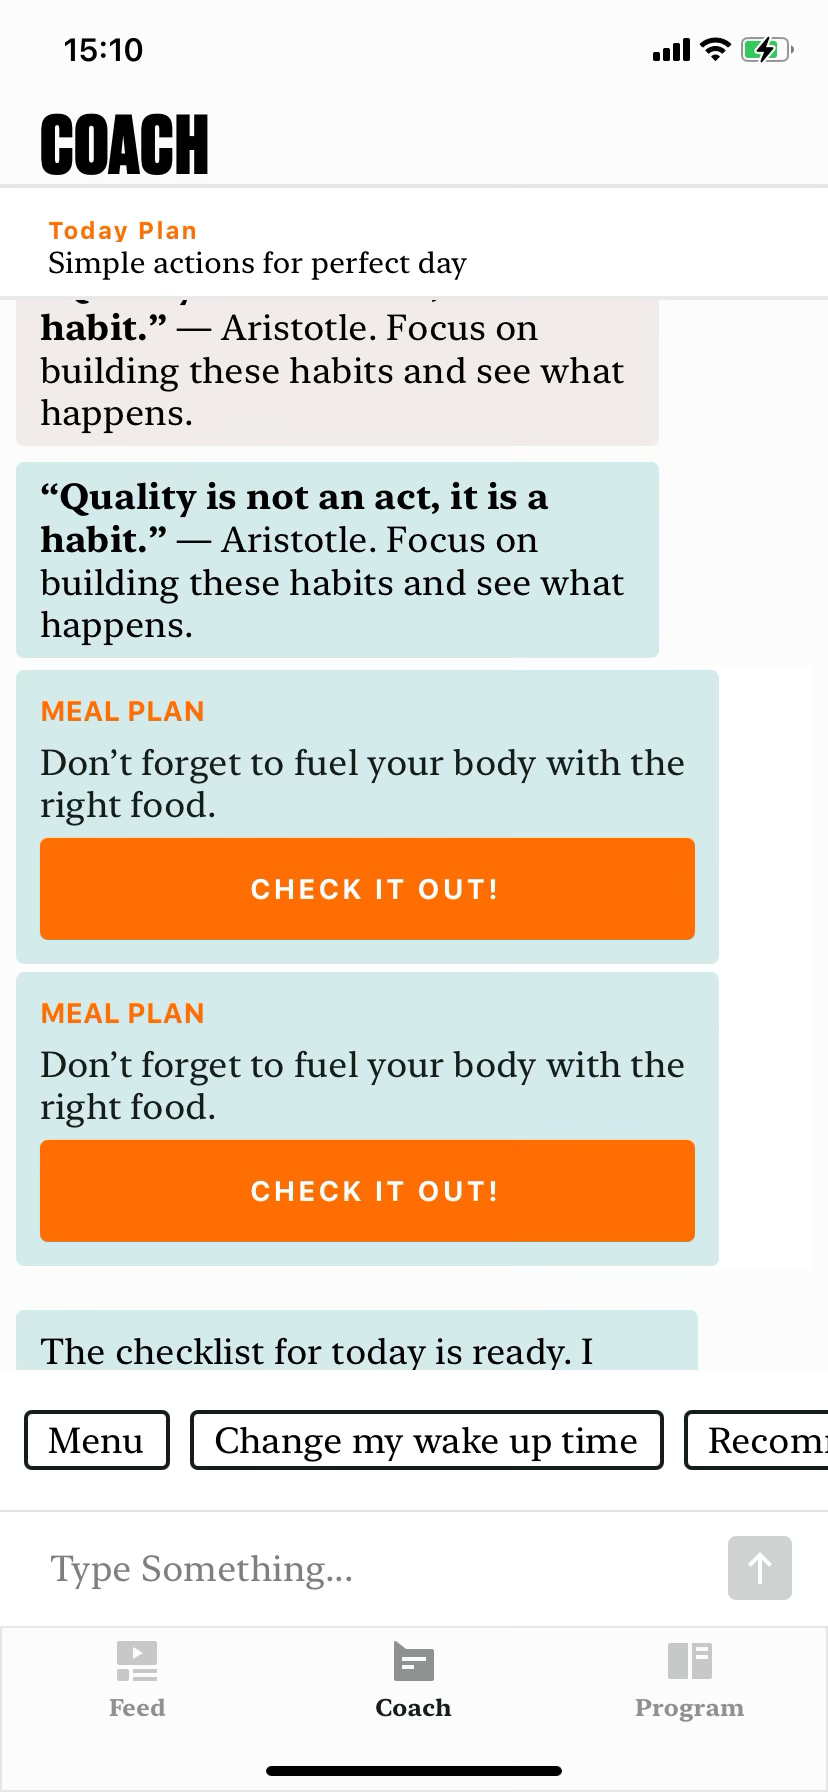 15:10
COACH
Today Plan
Simple actions for perfect day
habit.” — Aristotle. Focus on
building these habits and see what
happens.
“Quality is not an act, it is a
habit.” — Aristotle. Focus on
building these habits and see what
happens.
MEAL PLAN
Don’t forget to fuel your body with the
right food.
CHECK IT OUT!
MEAL PLAN
Don’t forget to fuel your body with the
right food.
CHECK IT OUT!
The checklist for today is ready. I
Menu
Change my wake up time
Type Something...
Feed
Coach
Program